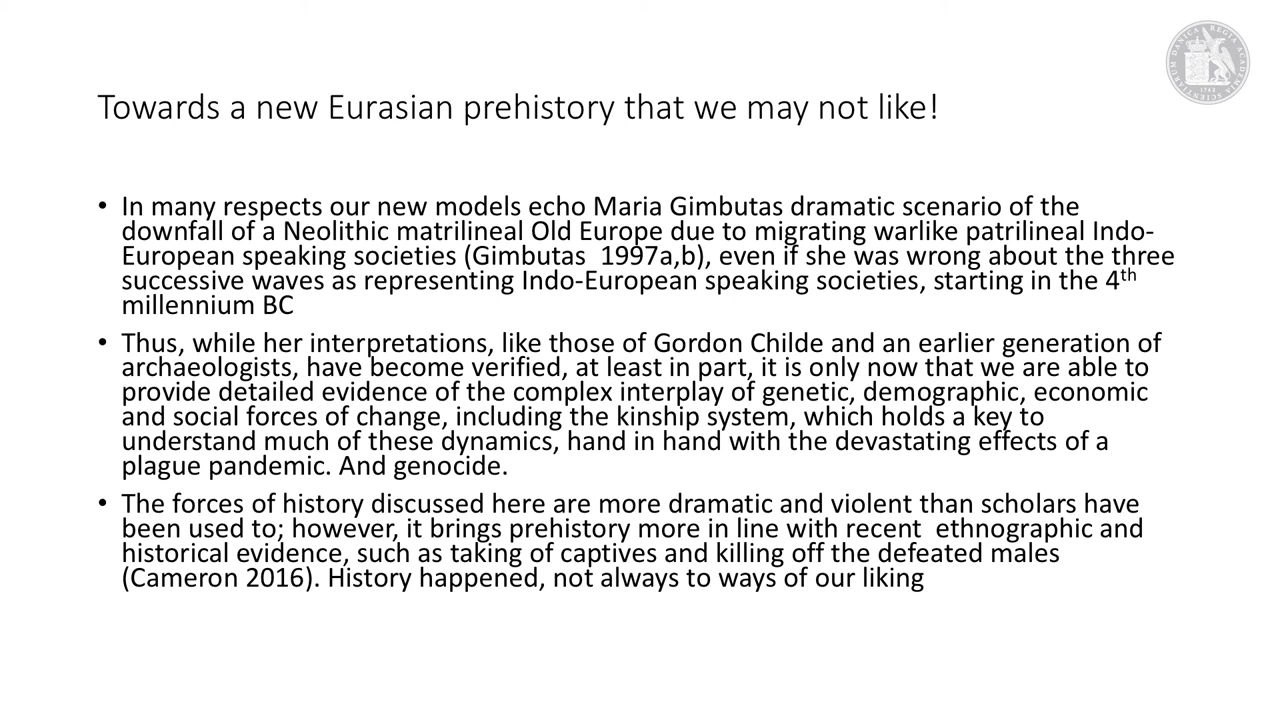 Towards a new Eurasian prehistory that we may not like!
• In many respects our new models echo Maria Gimbutas dramatic scenario of the
downfall of a Neolithic matrilineal Old Europe due to migrating warlike patrilineal Indo-
European speaking societies (Gimbutas  1997a,b), even if she was wrong about the three
successive waves as representing Indo-European speaking societies, starting in the 4th
millennium BC
• Thus, while her interpretations, like those of Gordon Childe and an earlier generation of
archaeologists, have become verified, at least in part, it is only now that we are able to
provide detailed evidence of the complex interplay of genetic, demographic, economic
and social forces of change, including the kinship system, which holds a key to
understand much of these dynamics, hand in hand with the devastating effects of a
plague pandemic. And genocide.
• The forces of history discussed here are more dramatic and violent than scholars have
been used to; however, it brings prehistory more in line with recent  ethnographic and
historical evidence, such as taking of captives and killing off the defeated males
(Cameron 2016). History happened, not always to ways of our liking
REGIA ACADEMIA SCIENTIARUM DANICA
1742